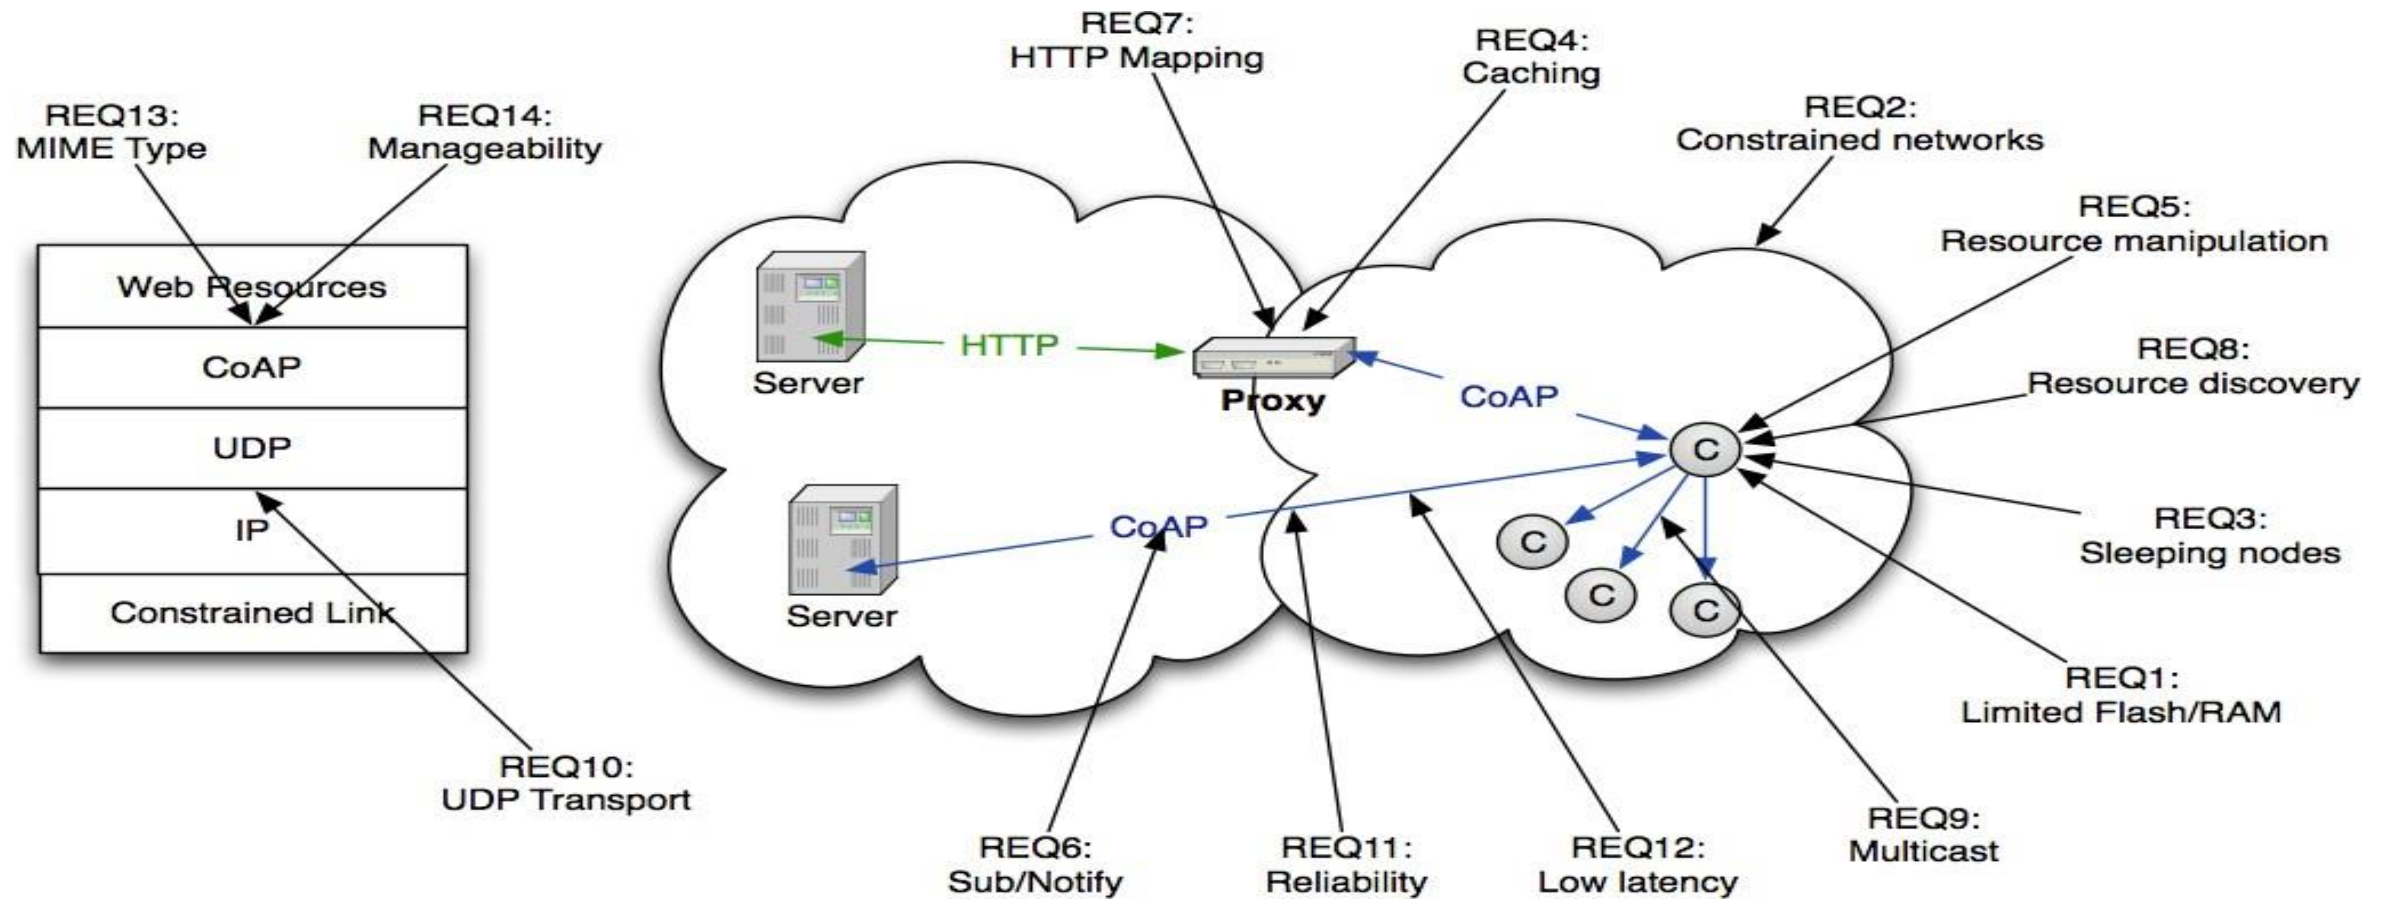 REQ7:
HTTP Mapping
REQ4:
Caching
REQ13:
MIME Type
REQ14:
Manageability
REQ2:
Constrained networks
REQ5:
Resource manipulation
Web Resources
CoAP
UDP
IP
Constrained Link
Server
HTTP
Proxy
CoAP
REQ8:
Resource discovery
C
CoAP
Server
C
C
C
REQ3:
Sleeping nodes
REQ1:
Limited Flash/RAM
REQ10:
UDP Transport
REQ6:
Sub/Notify
REQ11:
Reliability
REQ12:
Low latency
REQ9:
Multicast